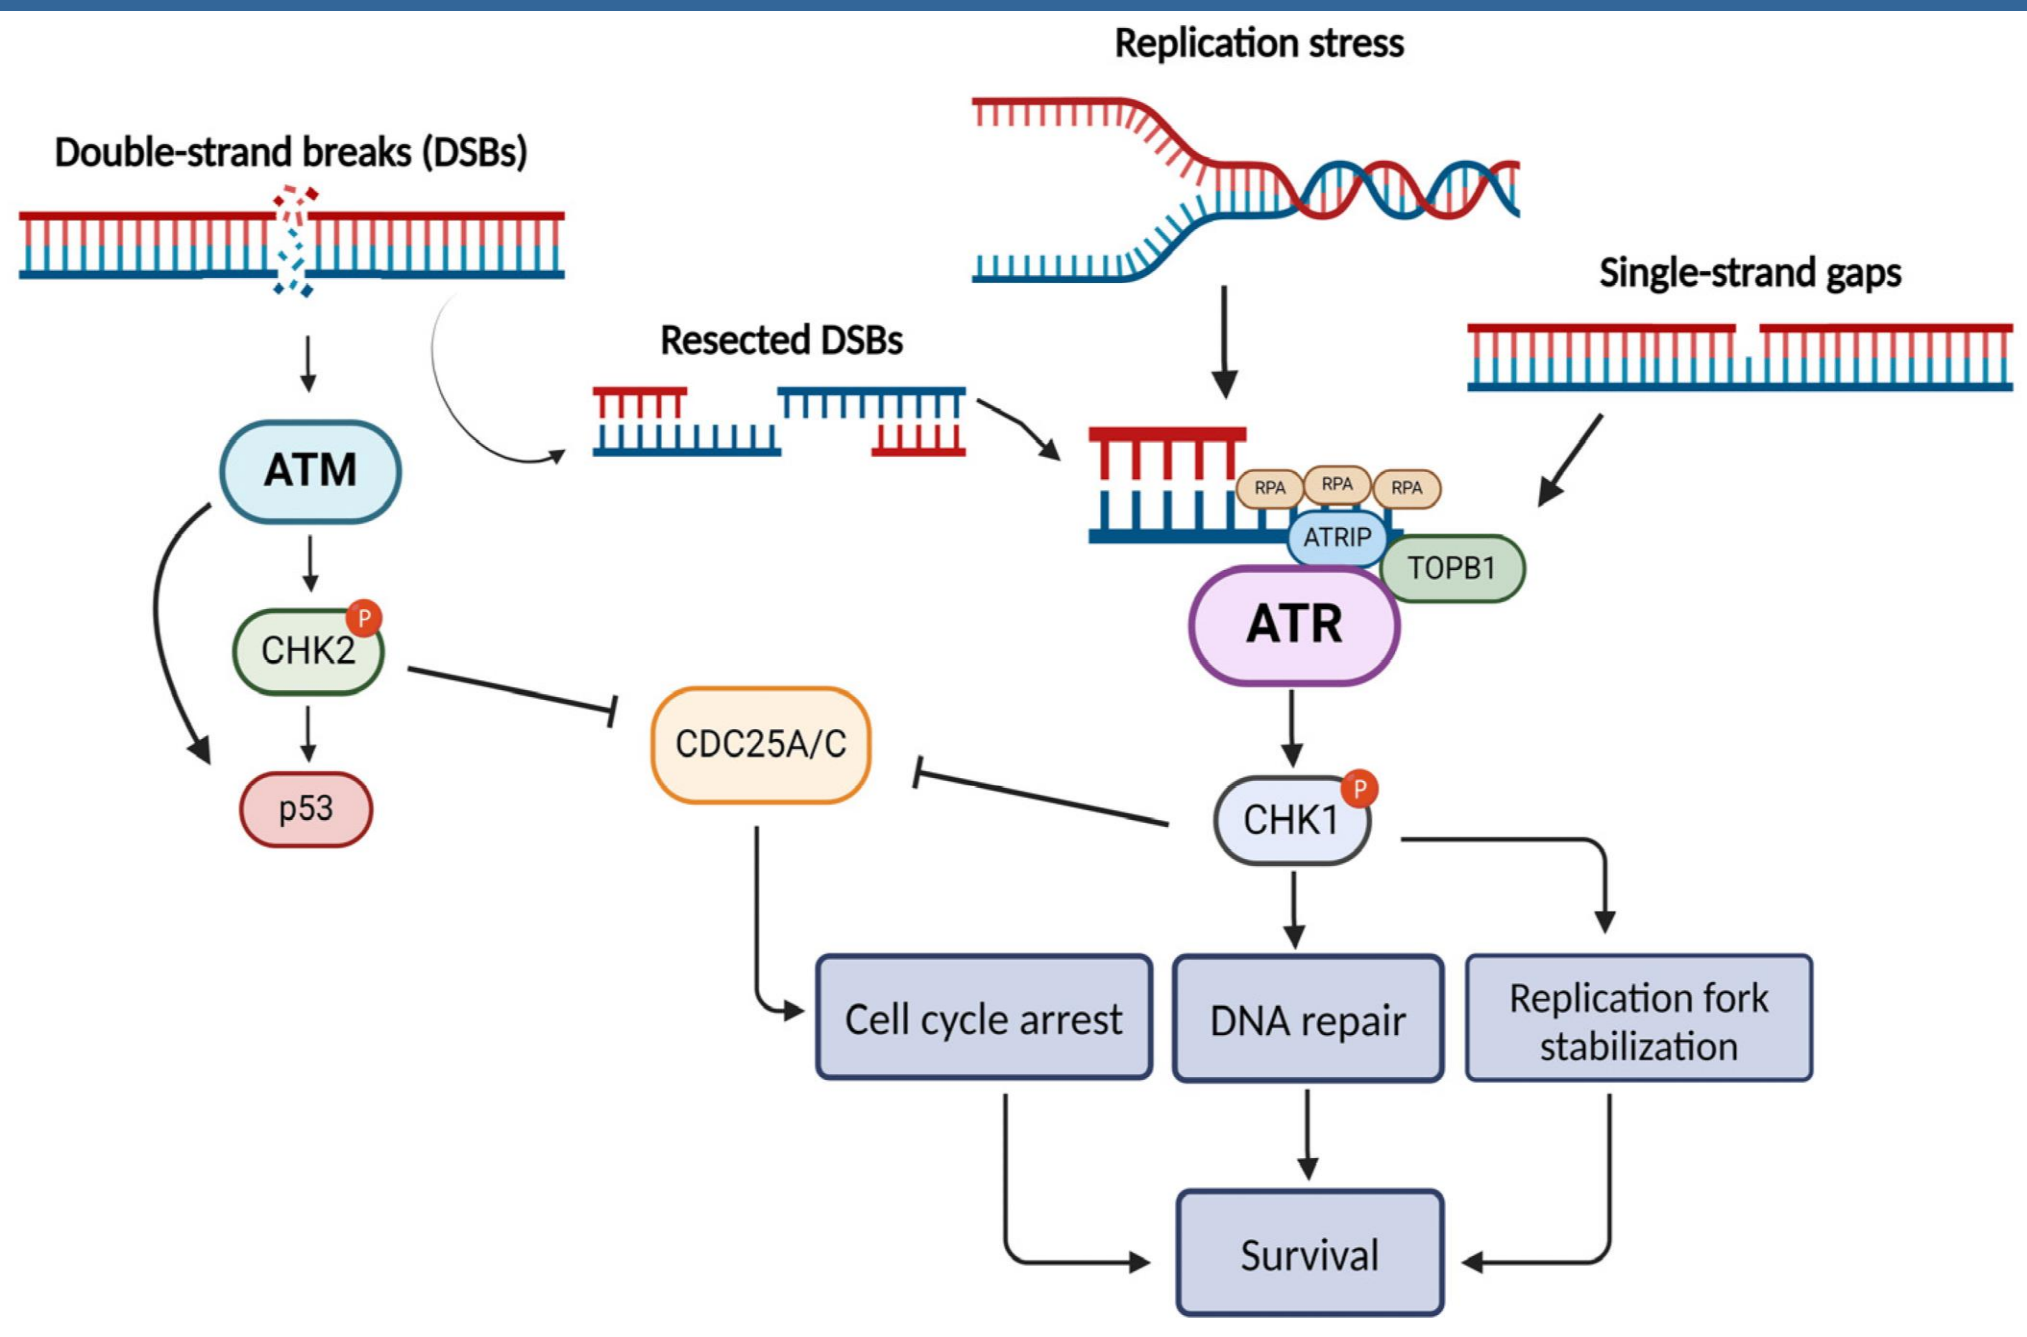 Replication stress
Double-strand breaks (DSBs)
Single-strand gaps
Resected DSBs
ATM
RPA
RPA
RPA
ATRIP
TOPB1
ATR
P
CHK2
CDC25A/C
p53
P
CHK1
Cell cycle arrest
DNA repair
Replication fork
stabilization
Survival